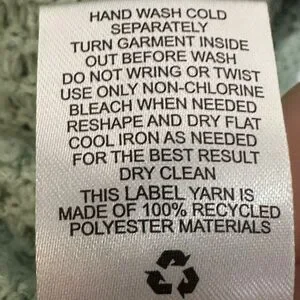 HAND WASH COLD
SEPARATELY
TURN GARMENT INSIDE
OUT BEFORE WASH
DO NOT WRING OR TWIST
USE ONLY NON-CHLORINE
BLEACH WHEN NEEDED
RESHAPE AND DRY FLAT
COOL IRON AS NEEDED
FOR THE BEST RESULT
DRY CLEAN
THIS LABEL YARN IS
MADE OF 100% RECYCLED
POLYESTER MATERIALS